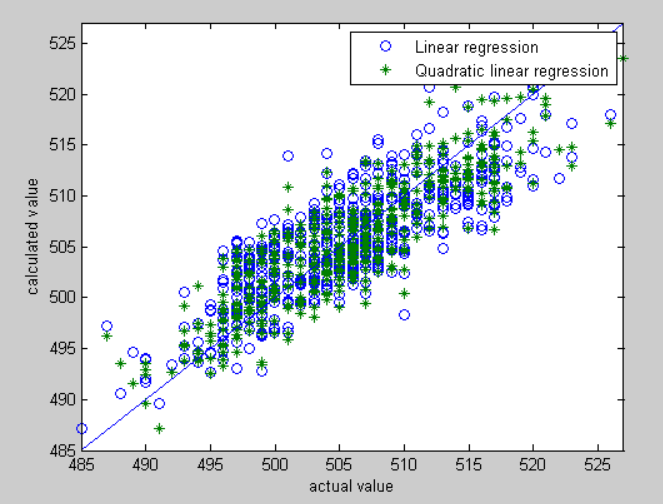 525
520
515
510
505
500
495
490
485
calculated value
485 490 495 500 505 510 515 520 525
actual value
Linear regression
Quadratic linear regression